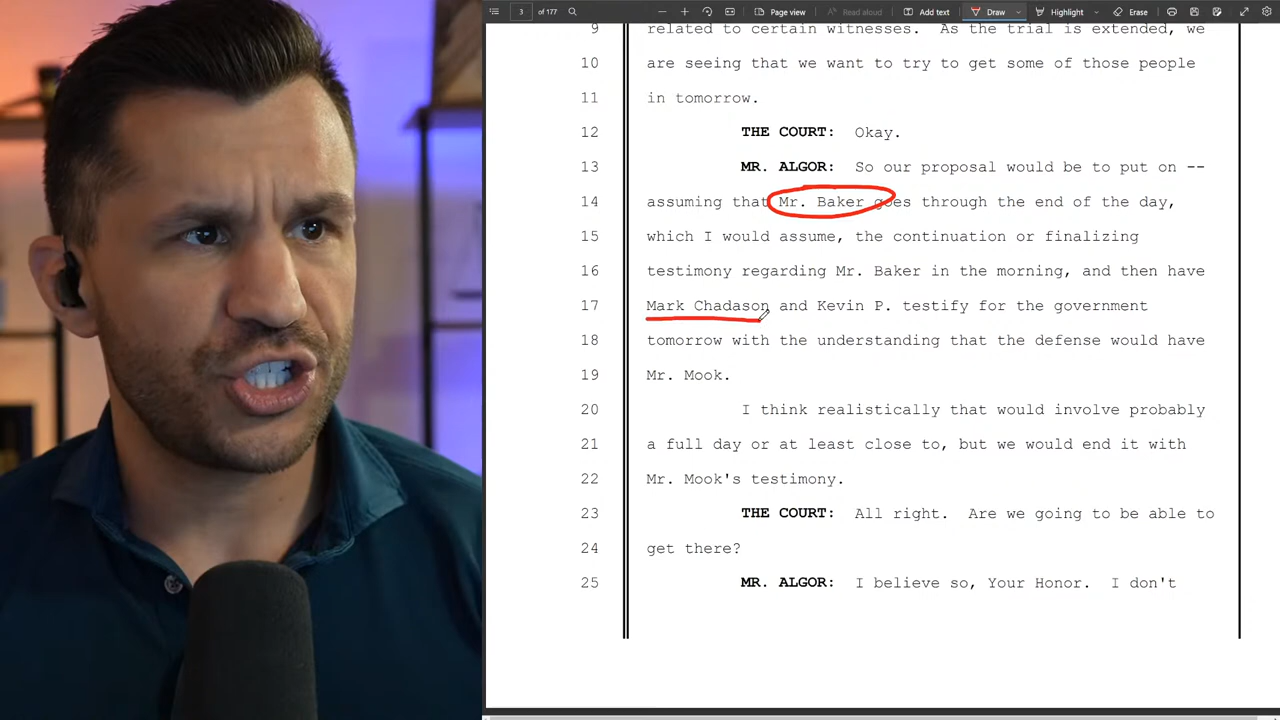 3 of 177 Page view Read aloud Add text Draw Highlight Erase
9 related to certain witnesses. As the trial is extended, we
10 are seeing that we want to try to get some of those people
11 in tomorrow.
12 THE COURT: Okay.
13 MR. ALGOR: So our proposal would be to put on --
14 assuming that Mr. Baker goes through the end of the day,
15 which I would assume, the continuation or finalizing
16 testimony regarding Mr. Baker in the morning, and then have
17 Mark Chadason and Kevin P. testify for the government
18 tomorrow with the understanding that the defense would have
19 Mr. Mook.
20 I think realistically that would involve probably
21 a full day or at least close to, but we would end it with
22 Mr. Mook's testimony.
23 THE COURT: All right. Are we going to be able to
24 get there?
25 MR. ALGOR: I believe so, Your Honor. I don't